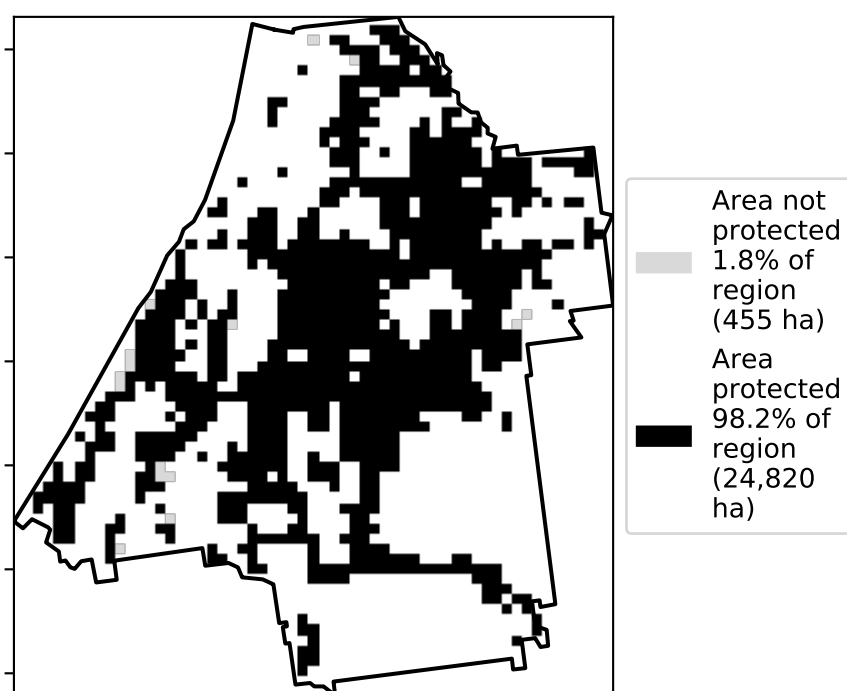 Area not
protected
1.8% of
region
(455 ha)
Area
protected
98.2% of
region
(24,820
ha)